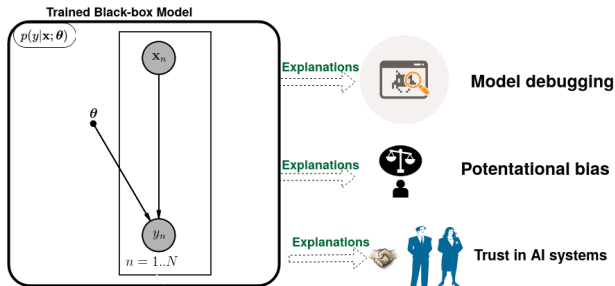 Trained Black-box Model
p(y|x; θ)
x_n
θ
y_n
n = 1..N
Explanations
Model debugging
Explanations
Potentational bias
Explanations
Trust in AI systems